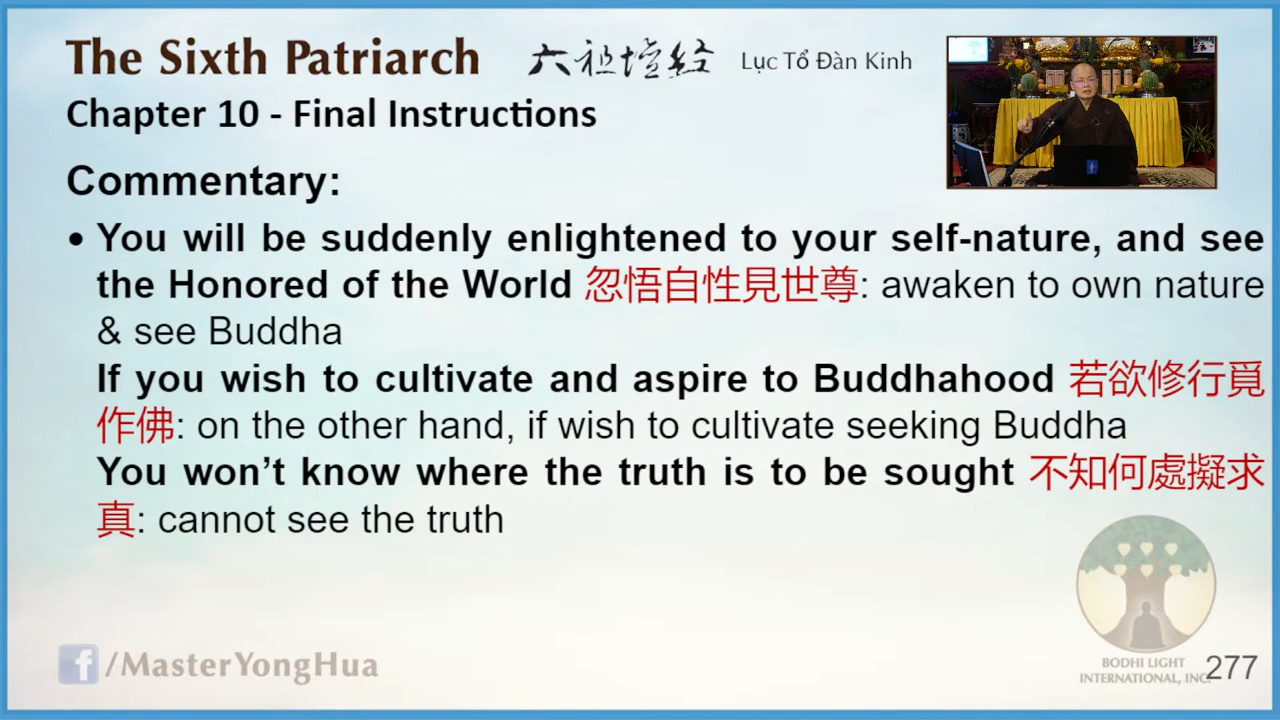 The Sixth Patriarch 六祖壇経 Lục Tổ Đàn Kinh
Chapter 10 - Final Instructions
Commentary:
• You will be suddenly enlightened to your self-nature, and see
the Honored of the World 忽悟自性見世尊: awaken to own nature
& see Buddha
If you wish to cultivate and aspire to Buddhahood 若欲修行覓
作佛: on the other hand, if wish to cultivate seeking Buddha
You won’t know where the truth is to be sought 不知何處擬求
真: cannot see the truth
f /MasterYongHua
BODHI LIGHT
INTERNATIONAL, INC.
277